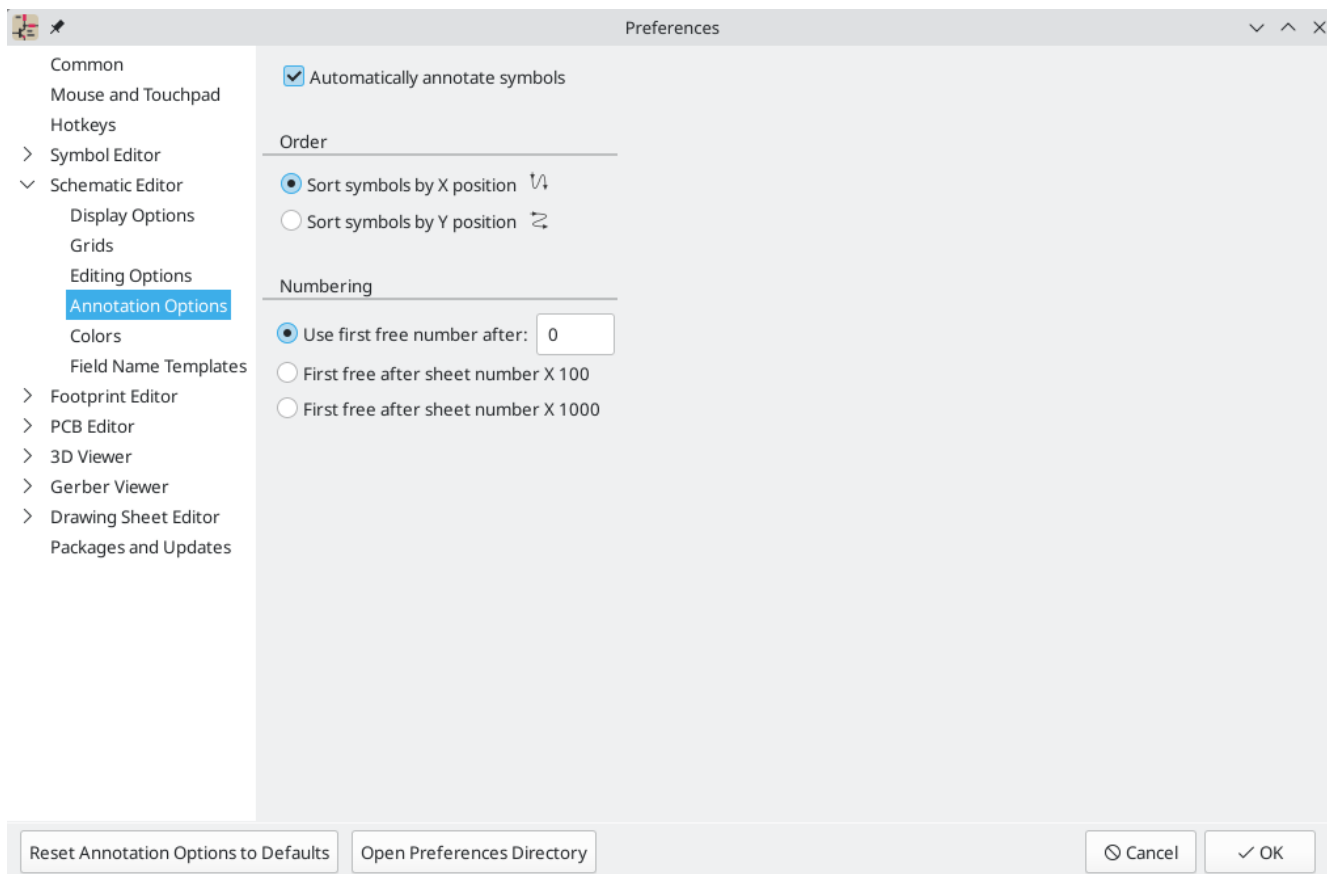 Preferences
Common
Mouse and Touchpad
Hotkeys
Symbol Editor
Schematic Editor
Display Options
Grids
Editing Options
Annotation Options
Colors
Field Name Templates
Footprint Editor
PCB Editor
3D Viewer
Gerber Viewer
Drawing Sheet Editor
Packages and Updates
Automatically annotate symbols
Order
Sort symbols by X position
Sort symbols by Y position
Numbering
Use first free number after: 0
First free after sheet number X 100
First free after sheet number X 1000
Reset Annotation Options to Defaults
Open Preferences Directory
Cancel
OK